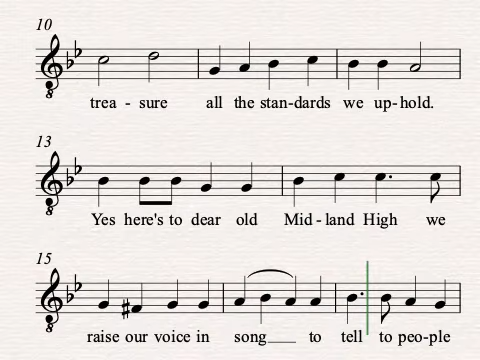 10
trea - sure all the stan-dards we up-hold.
13
Yes here's to dear old Mid-land High we
15
raise our voice in song___ to tell to peo-ple